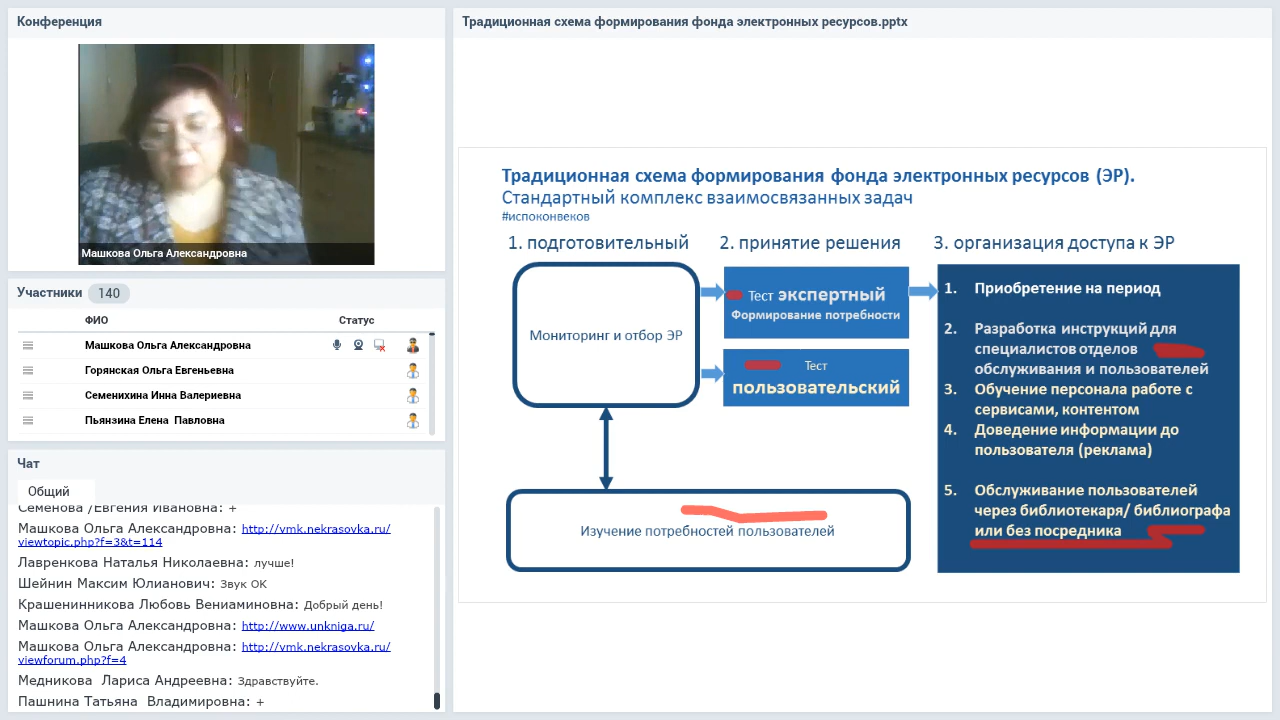 Конференция
Машкова Ольга Александровна
Участники 140
ФИО Статус
Машкова Ольга Александровна
Горянская Ольга Евгеньевна
Семенихина Инна Валериевна
Пьянзина Елена Павловна
Чат
Общий
Семенова /Евгения Ивановна: +
Машкова Ольга Александровна: http://vmk.nekrasovka.ru/
viewtopic.php?f=3&t=114
Лавренкова Наталья Николаевна: лучше!
Шейнин Максим Юлианович: Звук ОК
Крашенинникова Любовь Вениаминовна: Добрый день!
Машкова Ольга Александровна: http://www.unkniga.ru/
Машкова Ольга Александровна: http://vmk.nekrasovka.ru/
viewforum.php?f=4
Медникова Лариса Андреевна: Здравствуйте.
Пашнина Татьяна Владимировна: +
Традиционная схема формирования фонда электронных ресурсов.pptx
Традиционная схема формирования фонда электронных ресурсов (ЭР).
Стандартный комплекс взаимосвязанных задач
#испоконвеков
1. подготовительный
2. принятие решения
3. организация доступа к ЭР
Мониторинг и отбор ЭР
Тест экспертный
Формирование потребности
Тест
пользовательский
Изучение потребностей пользователей
1. Приобретение на период
2. Разработка инструкций для
специалистов отделов
обслуживания и пользователей
3. Обучение персонала работе с
сервисами, контентом
4. Доведение информации до
пользователя (реклама)
5. Обслуживание пользователей
через библиотекаря/ библиографа
или без посредника